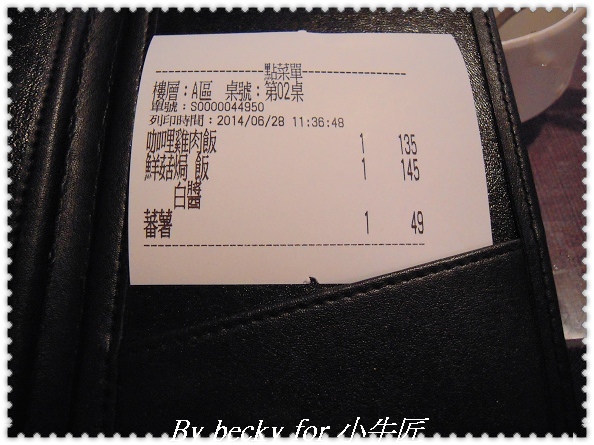 --------------------點菜單--------------------
樓層：A區 桌號：第02桌
單號：S0000044950
列印時間：2014/06/28 11:36:48
咖哩雞肉飯 1 135
鮮菇焗 飯 1 145
白醬
蕃薯 1 49
----------------------------------------
By becky for 小牛匠